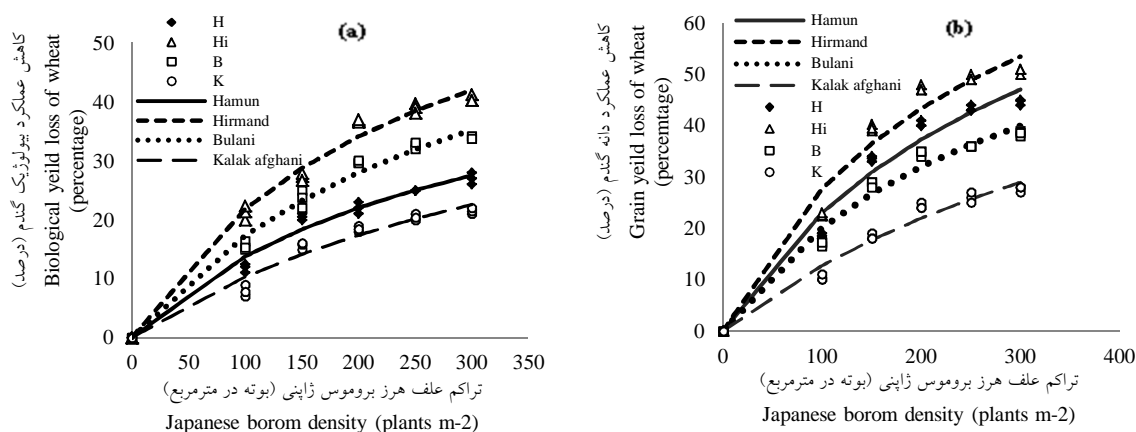 (a)
H
Hi
B
K
Hamun
Hirmand
Bulani
Kalak afghani
50
40
30
20
10
0
0 50 100 150 200 250 300 350
کاهش عملکرد بیولوژیک گندم (درصد)
Biological yeild loss of wheat
(percentage)
تراکم علف هرز بروموس ژاپنی (بوته در مترمربع)
Japanese borom density (plants m-2)
(b)
Hamun
Hirmand
Bulani
Kalak afghani
H
Hi
B
K
60
50
40
30
20
10
0
0 100 200 300 400
کاهش عملکرد دانه گندم (درصد)
Grain yeild loss of wheat
(percemtage)
تراکم علف هرز بروموس ژاپنی (بوته در مترمربع)
Japanese borom density (plants m-2)